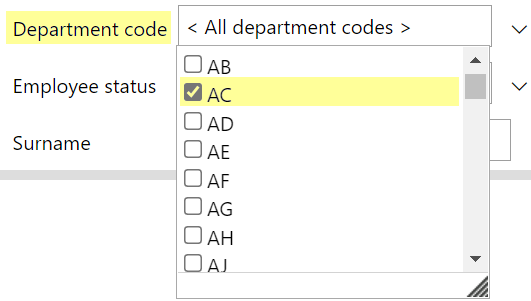 Department code < All department codes >
AB
Employee status
AC
AD
Surname
AE
AF
AG
AH
AJ